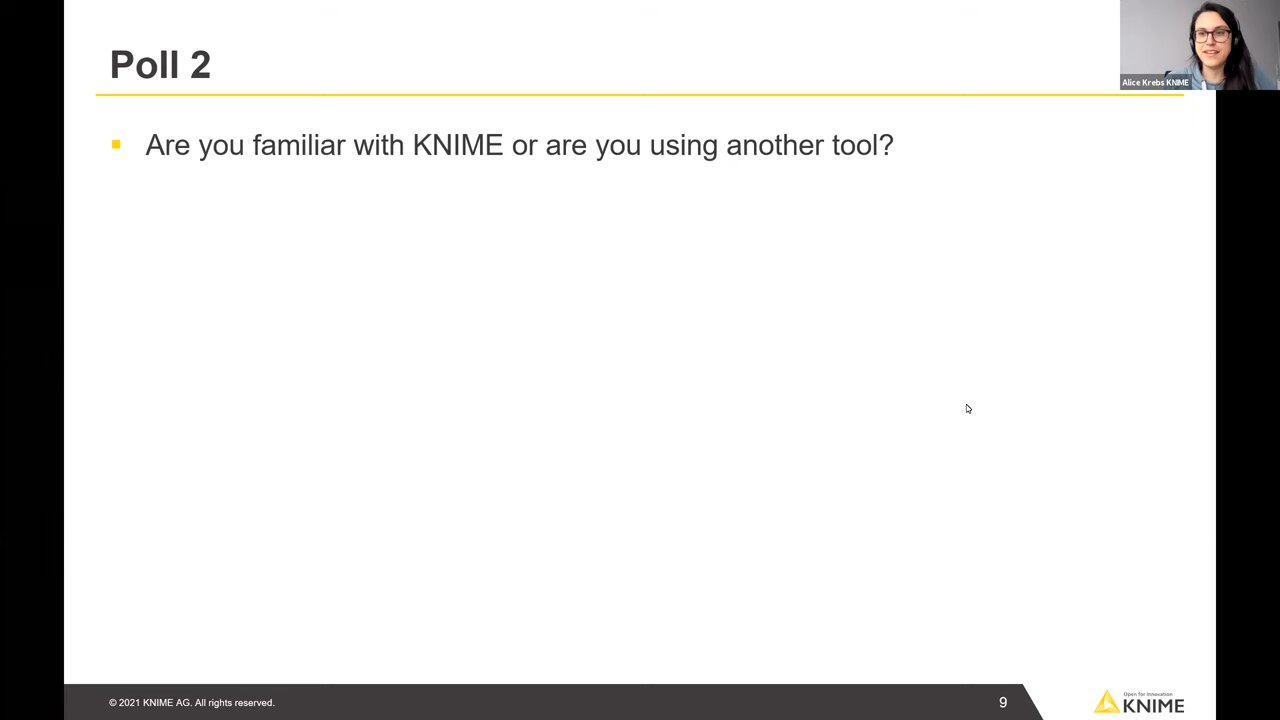 Poll 2
Alice Krebs KNIME
Are you familiar with KNIME or are you using another tool?
© 2021 KNIME AG. All rights reserved.
9
Open for Innovation
KNIME